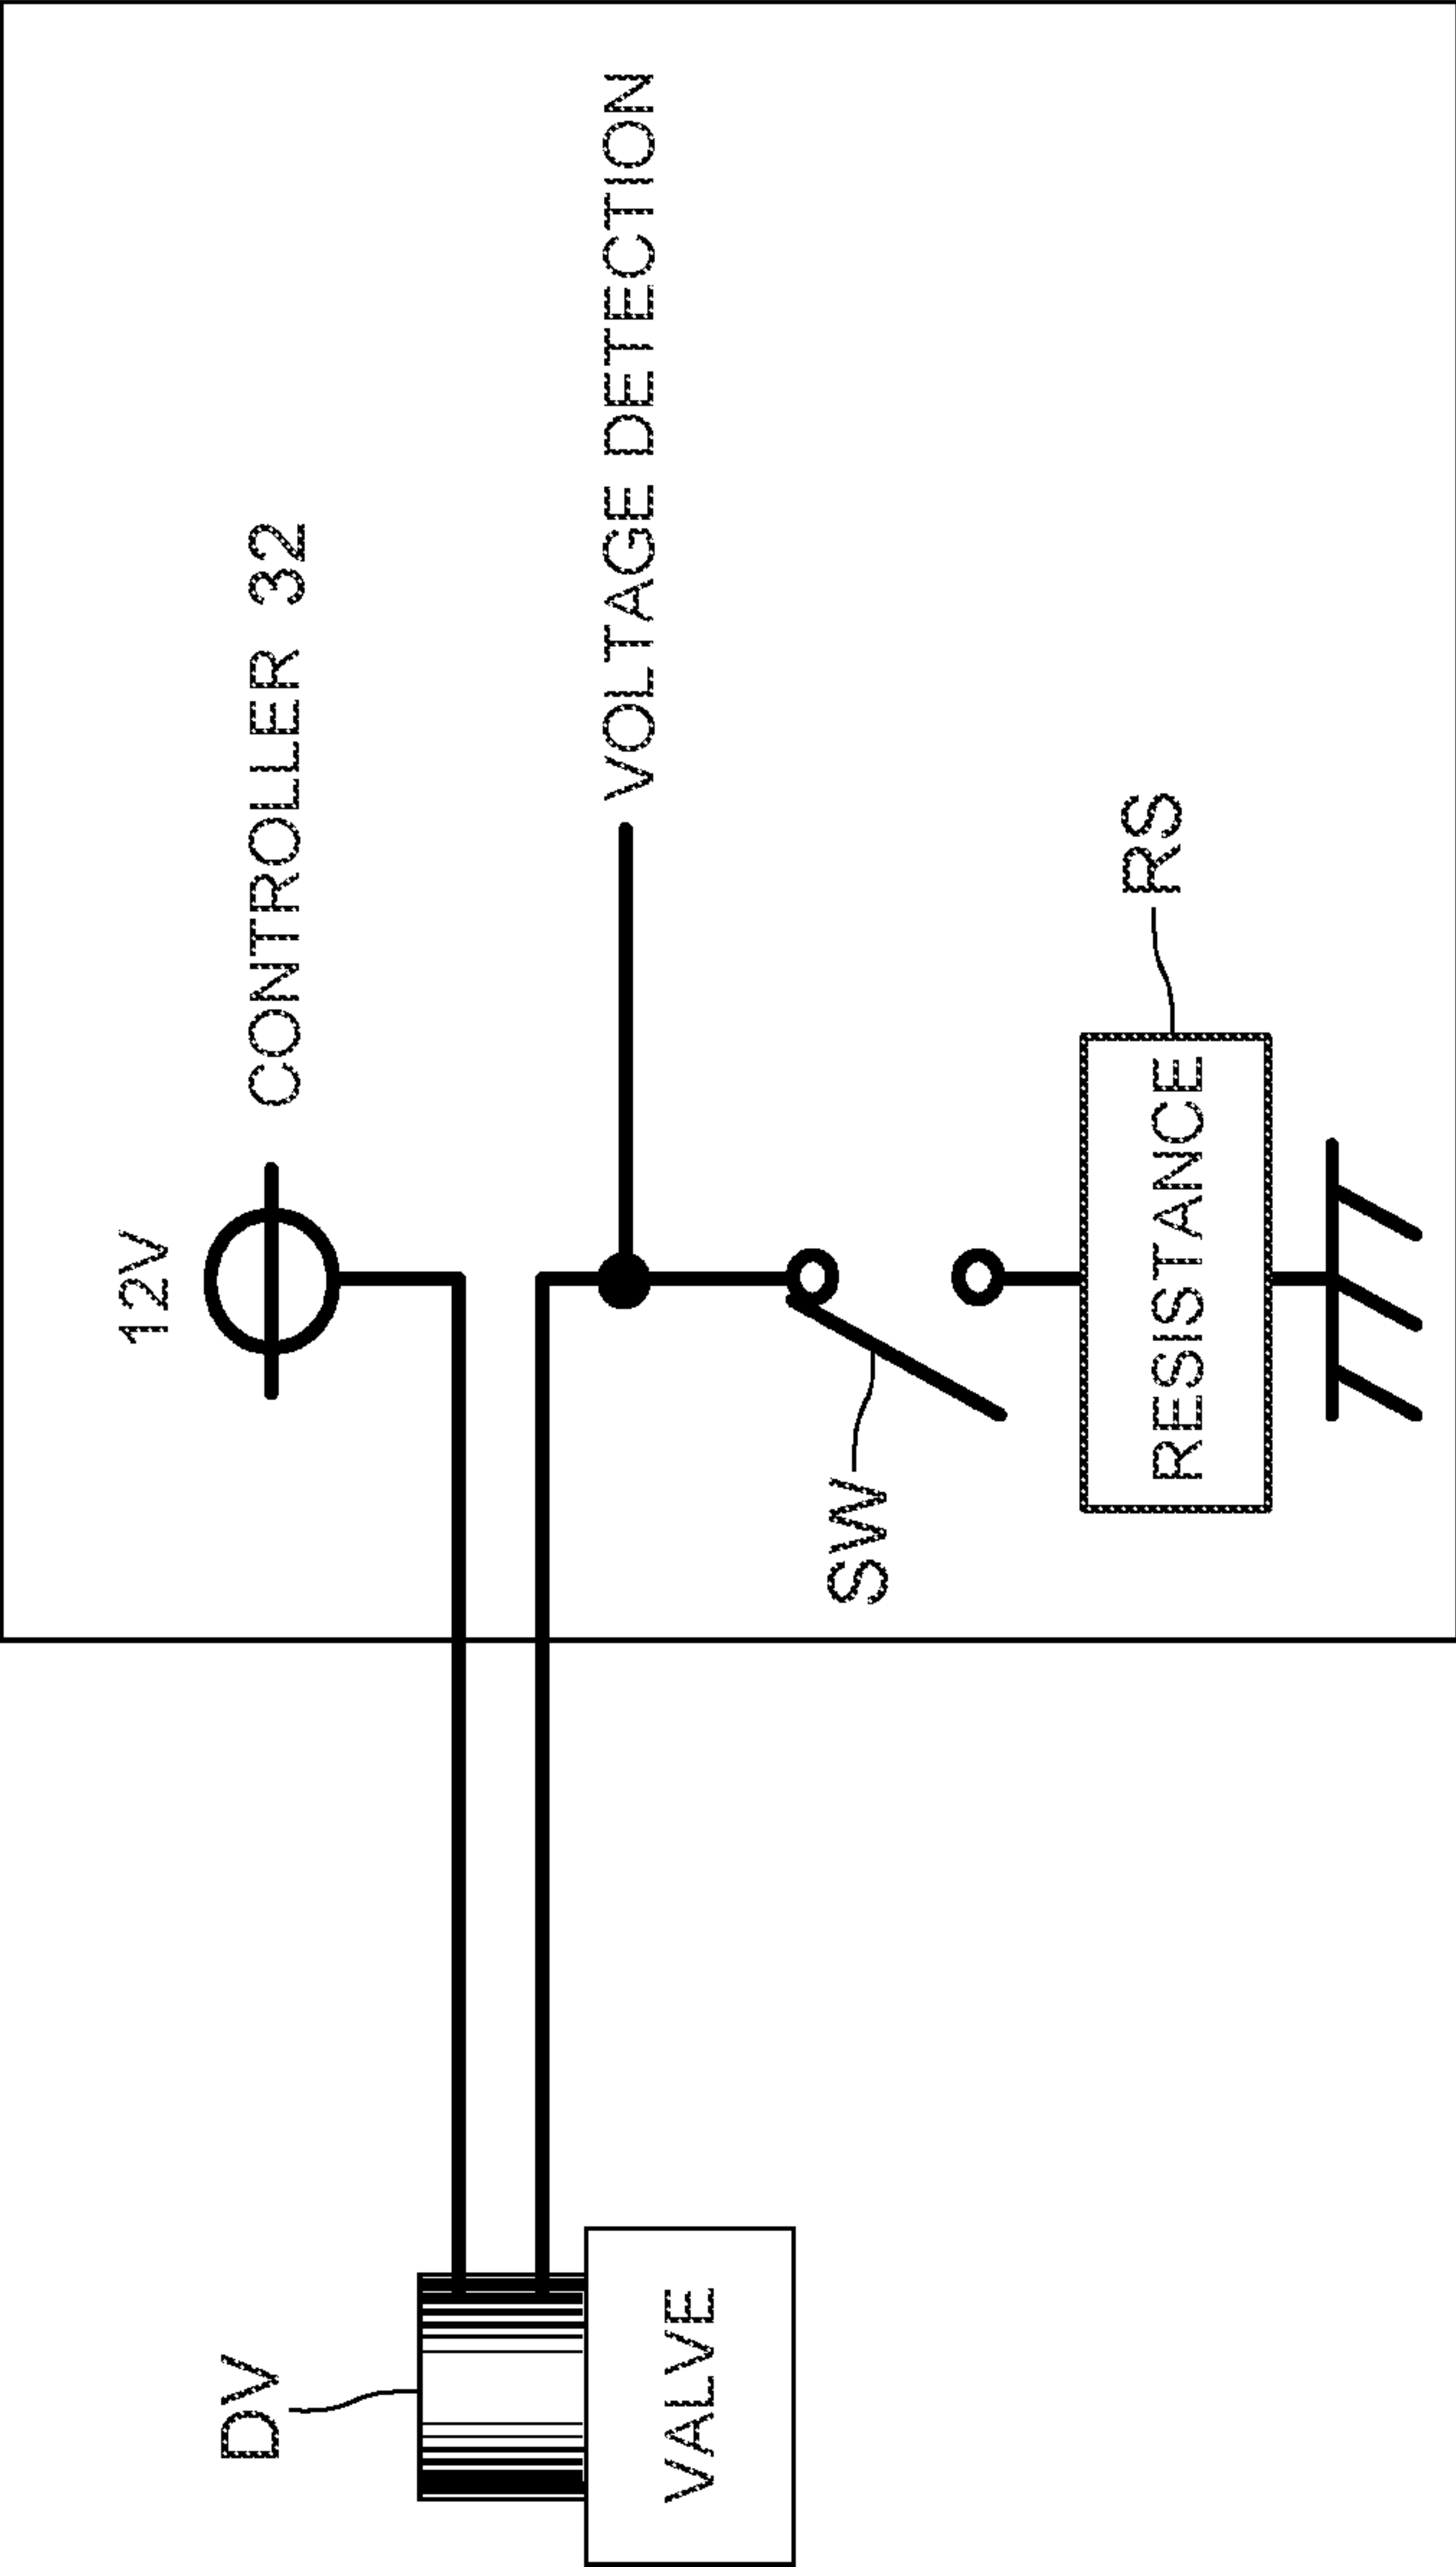 12V
CONTROLLER 32
DV
VOLTAGE DETECTION
VALVE
SW
RS
RESISTANCE